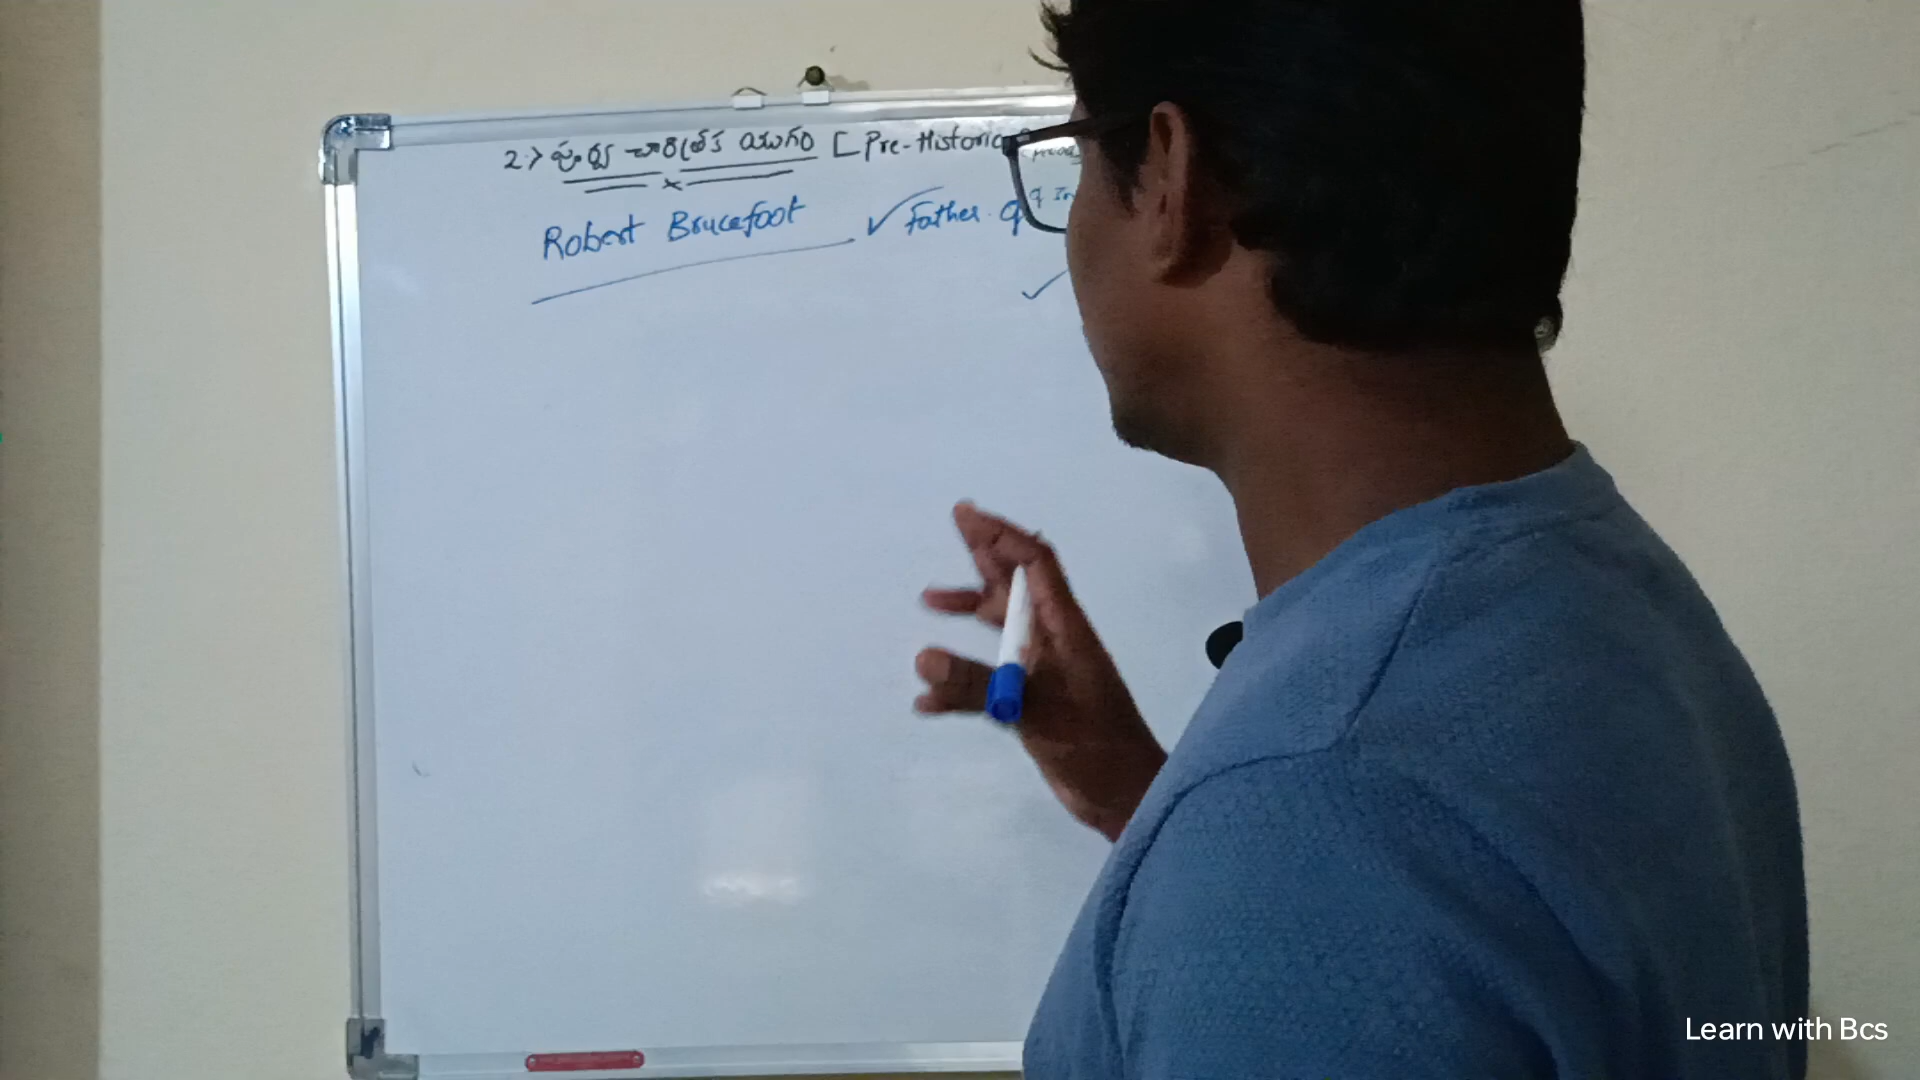 2.> పూర్వ చారిత్రక యుగం [Pre-Historic
Robert Brucefoot ✓ Father of
Learn with Bcs